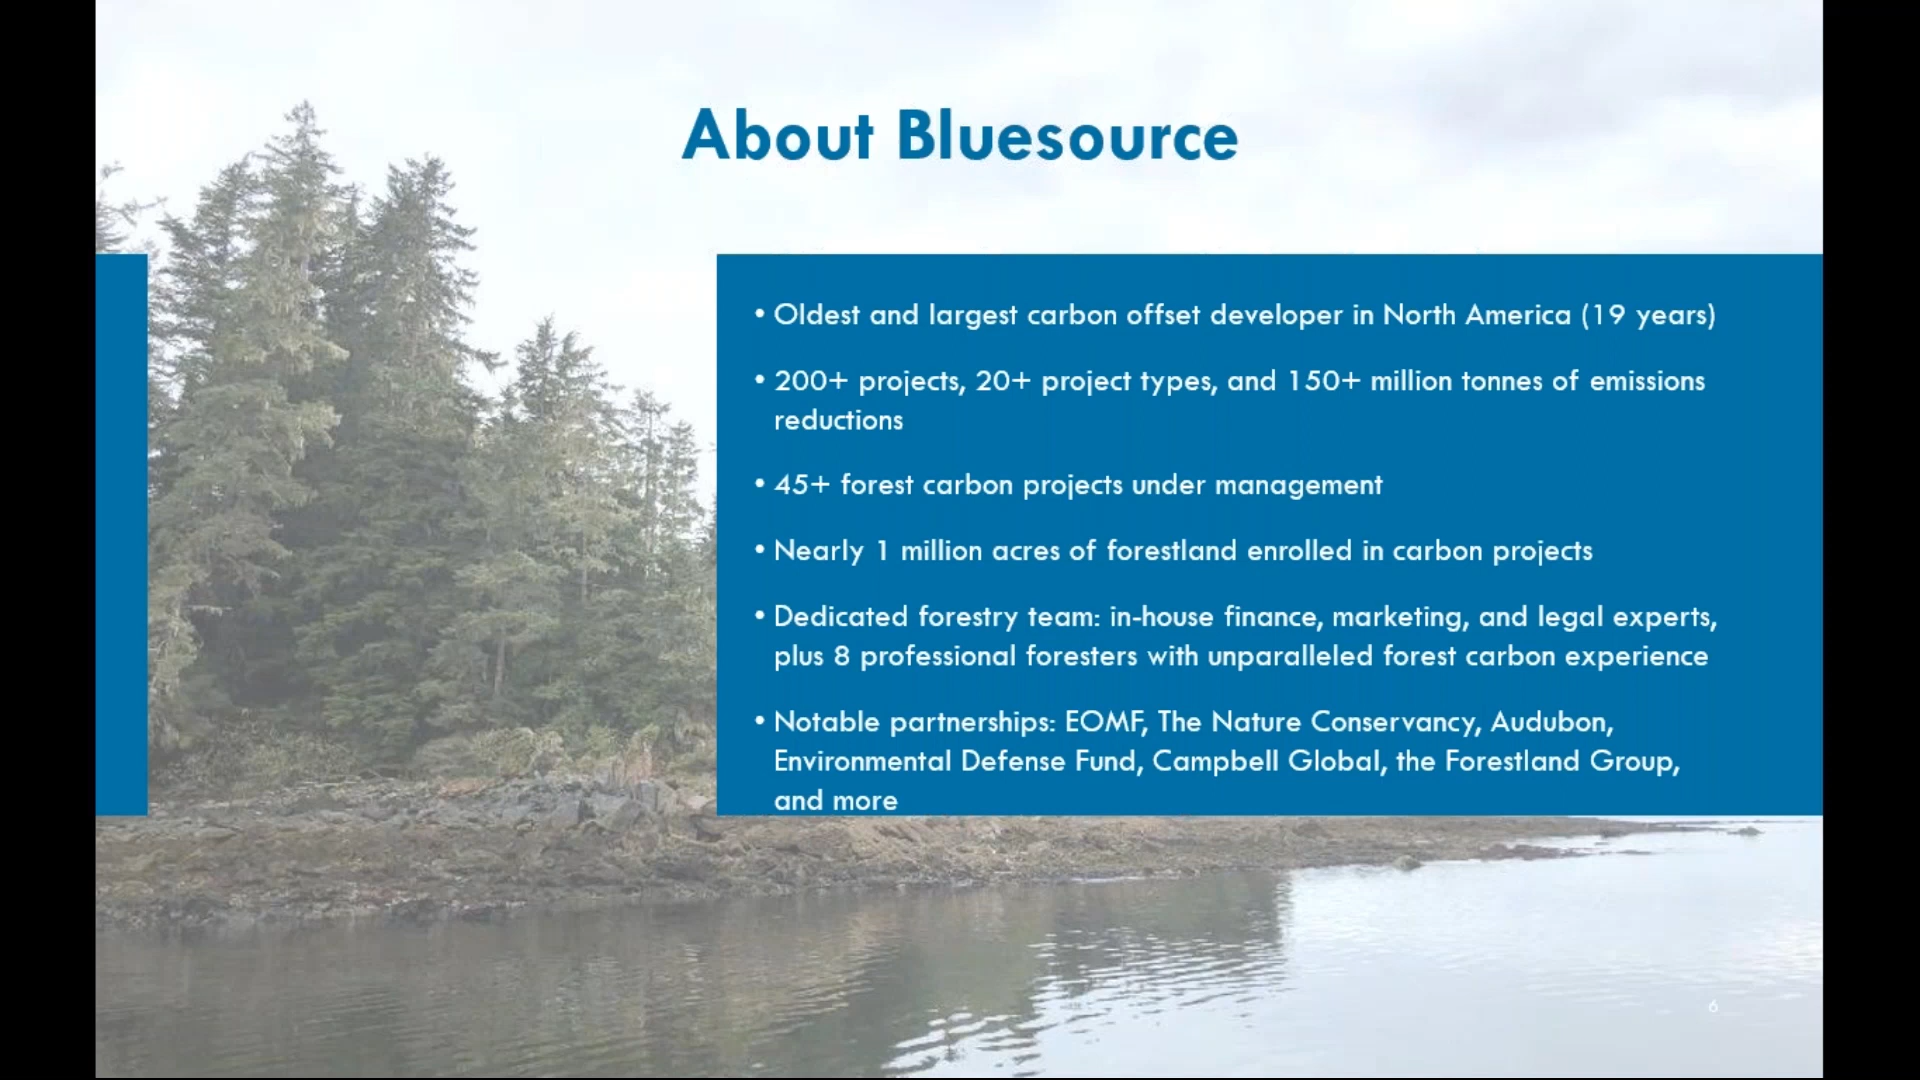 About Bluesource
• Oldest and largest carbon offset developer in North America (19 years)
• 200+ projects, 20+ project types, and 150+ million tonnes of emissions
reductions
• 45+ forest carbon projects under management
• Nearly 1 million acres of forestland enrolled in carbon projects
• Dedicated forestry team: in-house finance, marketing, and legal experts,
plus 8 professional foresters with unparalleled forest carbon experience
• Notable partnerships: EOMF, The Nature Conservancy, Audubon,
Environmental Defense Fund, Campbell Global, the Forestland Group,
and more
6